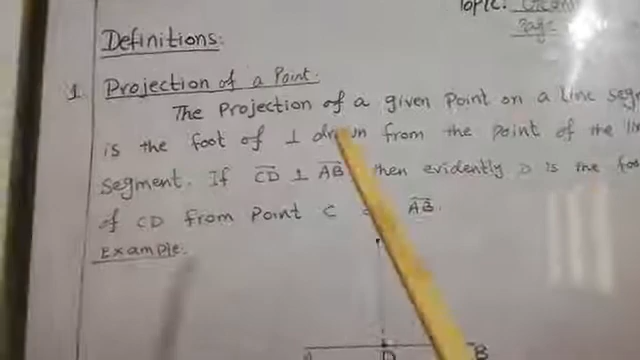 Topic:
Page
Definitions:
1 Projection of a Point.
The Projection of a given Point on a line seg
is the foot of ⊥ drawn from the point of the
segment. If CD ⊥ AB then evidently D is the
of CD from Point C AB.
Example.
D B